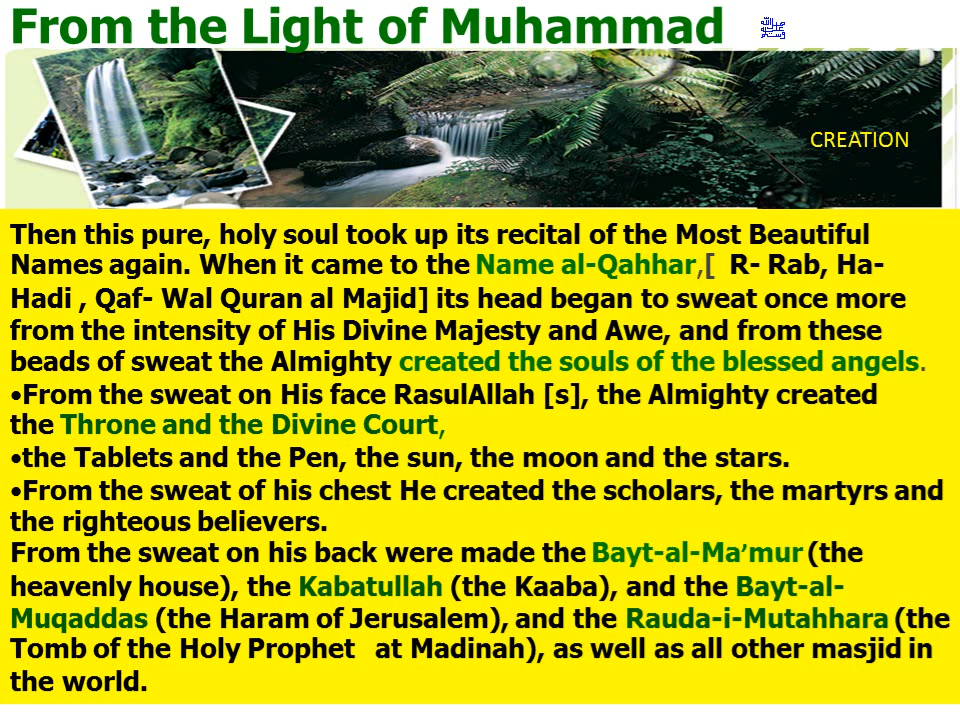 From the Light of Muhammad ﷺ
CREATION
Then this pure, holy soul took up its recital of the Most Beautiful
Names again. When it came to the Name al-Qahhar,[ R- Rab, Ha-
Hadi , Qaf- Wal Quran al Majid] its head began to sweat once more
from the intensity of His Divine Majesty and Awe, and from these
beads of sweat the Almighty created the souls of the blessed angels.
•From the sweat on His face RasulAllah [s], the Almighty created
the Throne and the Divine Court,
•the Tablets and the Pen, the sun, the moon and the stars.
•From the sweat of his chest He created the scholars, the martyrs and
the righteous believers.
From the sweat on his back were made the Bayt-al-Ma’mur (the
heavenly house), the Kabatullah (the Kaaba), and the Bayt-al-
Muqaddas (the Haram of Jerusalem), and the Rauda-i-Mutahhara (the
Tomb of the Holy Prophet at Madinah), as well as all other masjid in
the world.